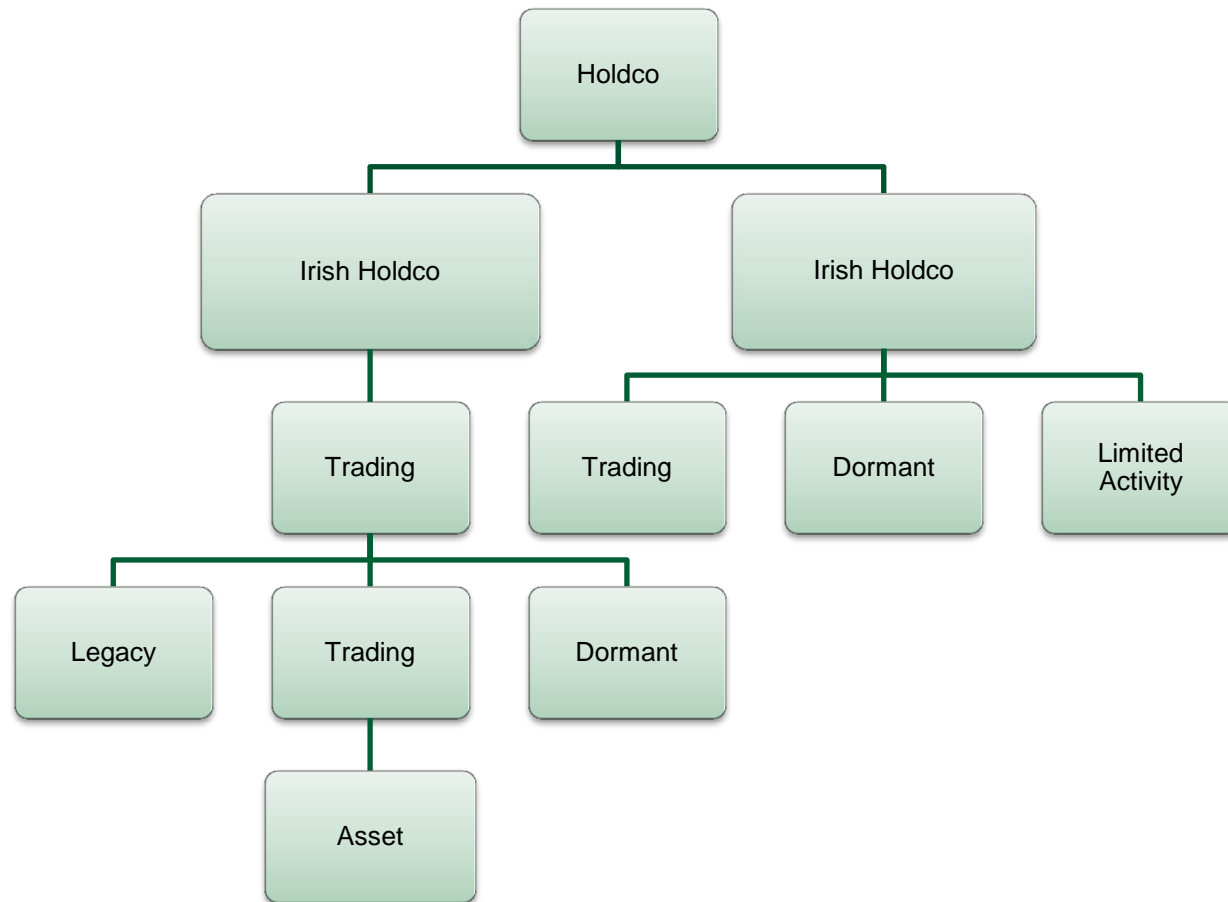 Holdco
Irish Holdco
Irish Holdco
Trading
Trading
Dormant
Limited
Activity
Legacy
Trading
Dormant
Asset